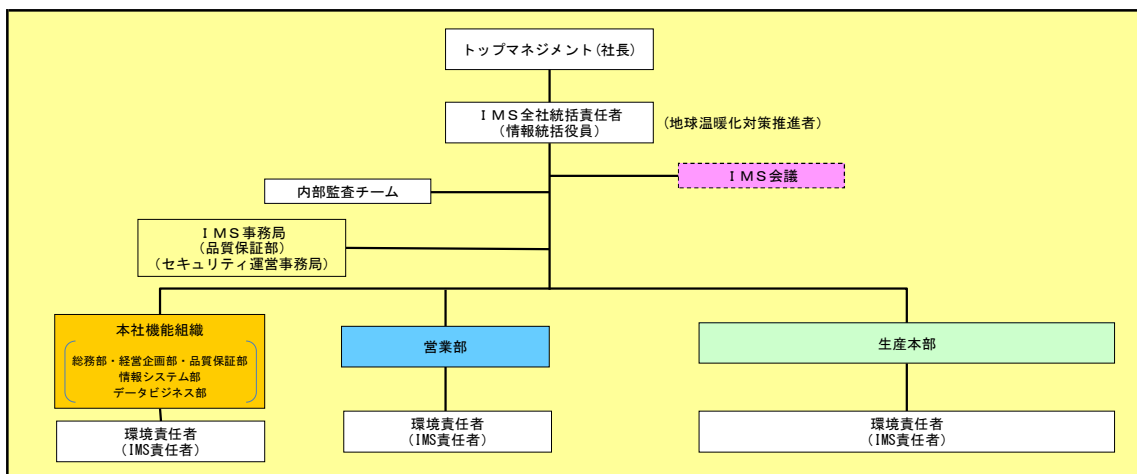 トップマネジメント(社長)
ＩＭＳ全社統括責任者
(情報統括役員)
(地球温暖化対策推進者)
ＩＭＳ会議
内部監査チーム
ＩＭＳ事務局
(品質保証部)
(セキュリティ運営事務局)
本社機能組織
総務部・経営企画部・品質保証部
情報システム部
データビジネス部
営業部
生産本部
環境責任者
(IMS責任者)
環境責任者
(IMS責任者)
環境責任者
(IMS責任者)